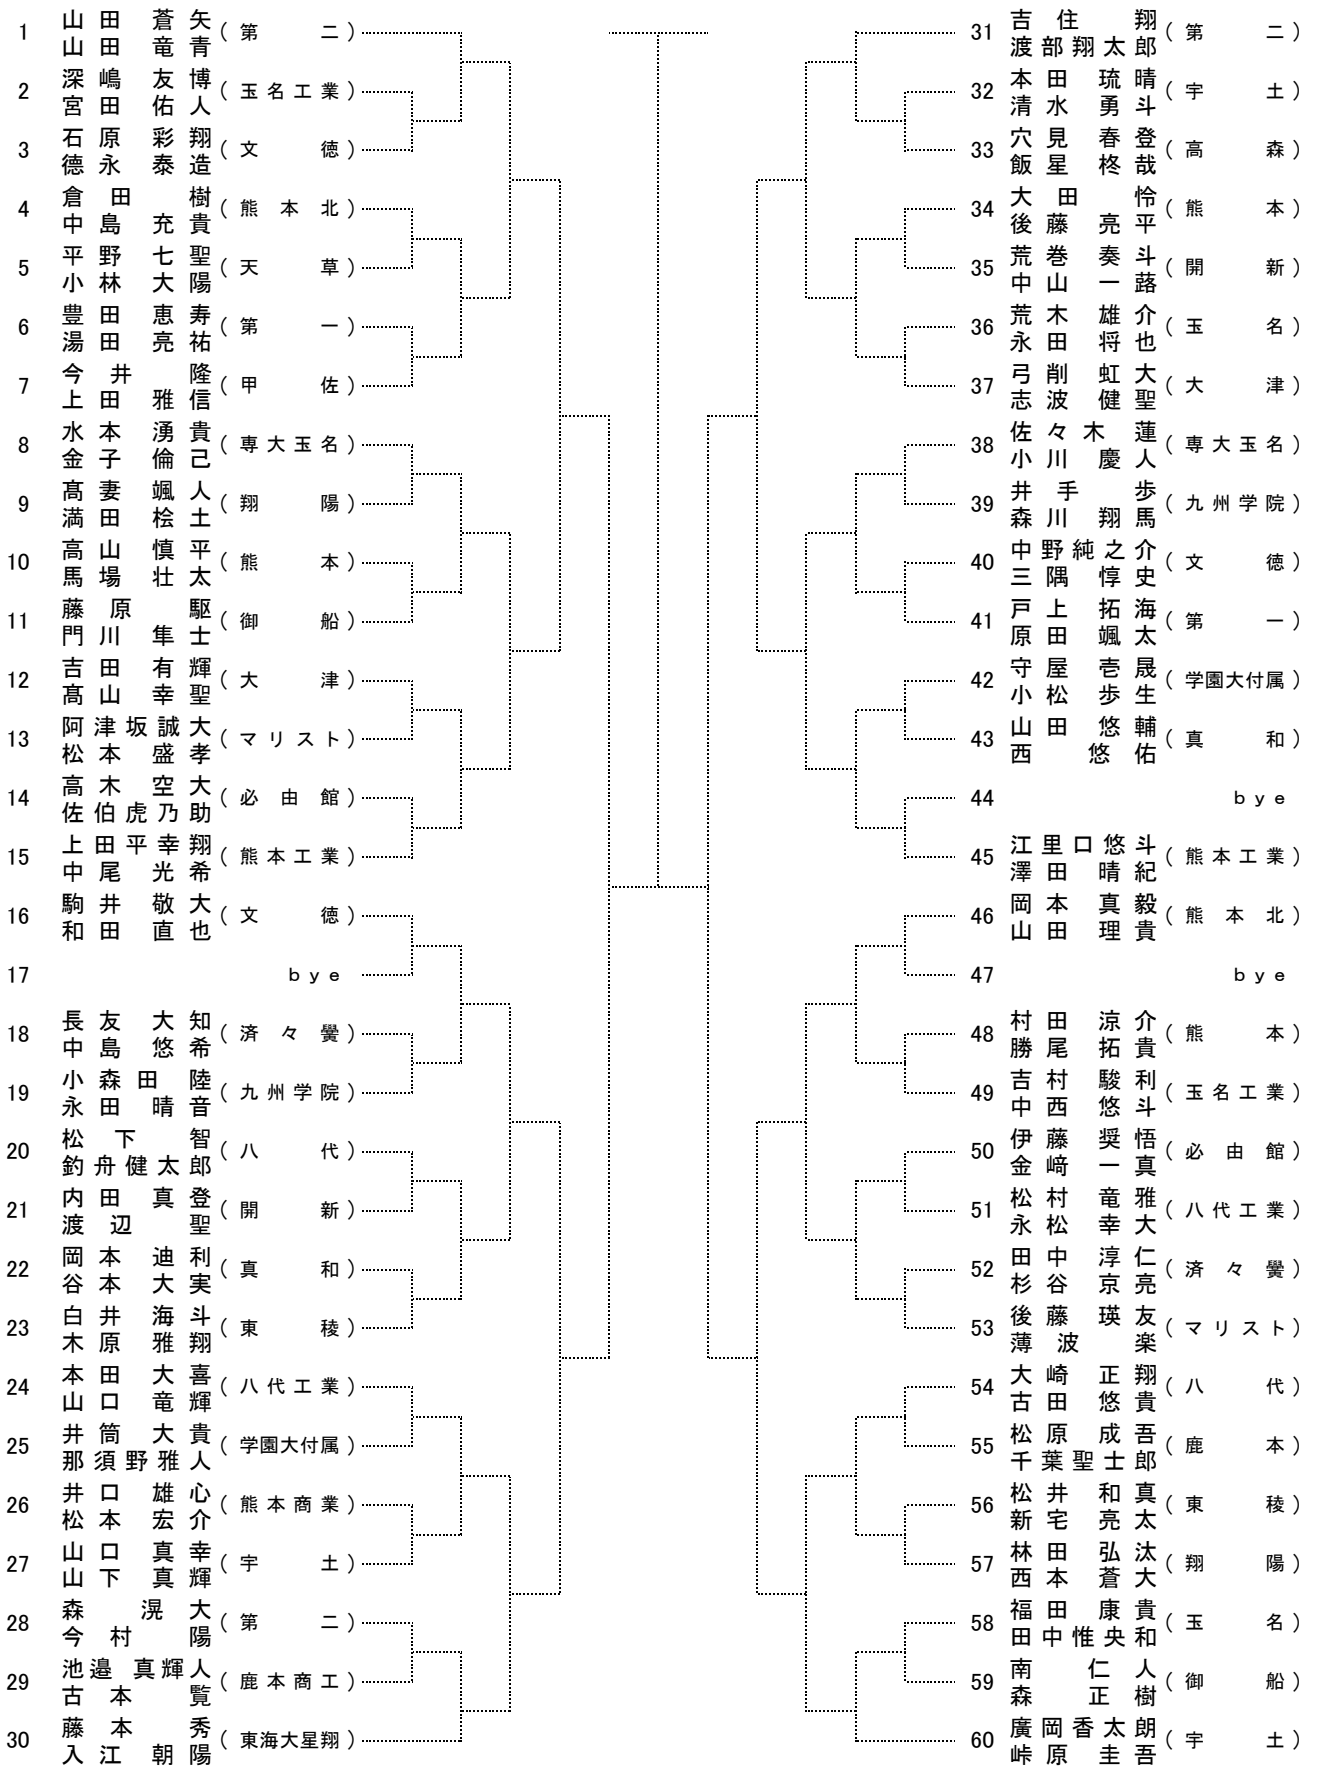 1 山田 蒼矢 山田 竜青 (第二)
2 深嶋 友博 宮田 佑人 (玉名工業)
3 石原 彩翔 德永 泰造 (文徳)
4 倉田 樹 中島 充貴 (熊本北)
5 平野 七聖 小林 大陽 (天草)
6 豊田 恵寿 湯田 亮祐 (第一)
7 今井 隆 上田 雅信 (甲佐)
8 水本 湧貴 金子 倫己 (専大玉名)
9 髙妻 颯人 満田 桧土 (翔陽)
10 高山 慎平 馬場 壮太 (熊本)
11 藤原 駆 門川 隼士 (御船)
12 吉田 有輝 髙山 幸聖 (大津)
13 阿津坂誠大 松本 盛孝 (マリスト)
14 高木 空大 佐伯虎乃助 (必由館)
15 上田平幸翔 中尾 光希 (熊本工業)
16 駒井 敬大 和田 直也 (文徳)
17 bye
18 長友 大知 中島 悠希 (済々黌)
19 小森田 陸 永田 晴音 (九州学院)
20 松下 智 釣舟健太郎 (八代)
21 内田 真登 渡辺 聖 (開新)
22 岡本 迪利 谷本 大実 (真和)
23 白井 海斗 木原 雅翔 (東稜)
24 本田 大喜 山口 竜輝 (八代工業)
25 井筒 大貴 那須野雅人 (学園大付属)
26 井口 雄心 松本 宏介 (熊本商業)
27 山口 真幸 山下 真輝 (宇土)
28 森 滉大 今村 陽 (第二)
29 池邉 真輝人 古本 覧 (鹿本商工)
30 藤本 秀 入江 朝陽 (東海大星翔)
31 吉住 翔 渡部翔太郎 (第二)
32 本田 琉晴 清水 勇斗 (宇土)
33 穴見 春登 飯星 柊哉 (高森)
34 大田 怜 後藤 亮平 (熊本)
35 荒巻 奏斗 中山 一蕗 (開新)
36 荒木 雄介 永田 将也 (玉名)
37 弓削 虹大 志波 健聖 (大津)
38 佐々木 蓮 小川 慶人 (専大玉名)
39 井手 歩 森川 翔馬 (九州学院)
40 中野純之介 三隅 惇史 (文徳)
41 戸上 拓海 原田 颯太 (第一)
42 守屋 壱晟 小松 歩生 (学園大付属)
43 山田 悠輔 西 悠佑 (真和)
44 bye
45 江里口悠斗 澤田 晴紀 (熊本工業)
46 岡本 真毅 山田 理貴 (熊本北)
47 bye
48 村田 涼介 勝尾 拓貴 (熊本)
49 吉村 駿利 中西 悠斗 (玉名工業)
50 伊藤 奨悟 金﨑 一真 (必由館)
51 松村 竜雅 永松 幸大 (八代工業)
52 田中 淳仁 杉谷 京亮 (済々黌)
53 後藤 瑛友 薄波 楽 (マリスト)
54 大崎 正翔 古田 悠貴 (八代)
55 松原 成吾 千葉聖士郎 (鹿本)
56 松井 和真 新宅 亮太 (東稜)
57 林田 弘汰 西本 蒼大 (翔陽)
58 福田 康貴 田中惟央和 (玉名)
59 南 仁人 森 正樹 (御船)
60 廣岡香太朗 峠原 圭吾 (宇土)